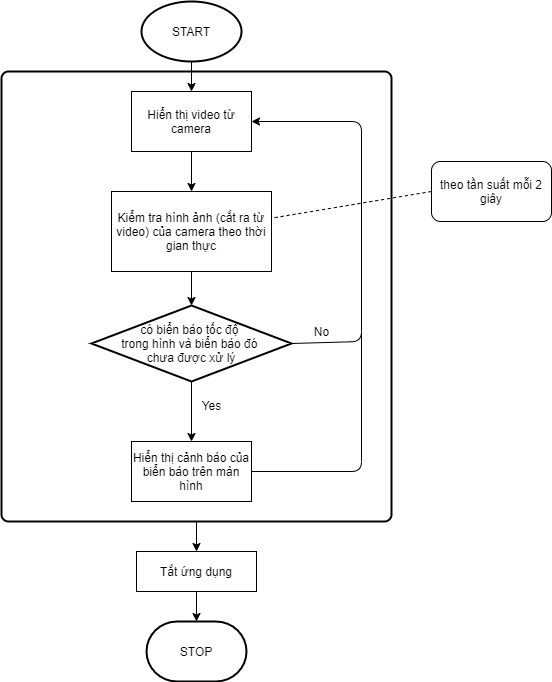 START
Hiển thị video từ
camera
theo tần suất mỗi 2
giây
Kiểm tra hình ảnh (cắt ra từ
video) của camera theo thời
gian thực
có biển báo tốc độ
trong hình và biển báo đó
chưa được xử lý
No
Yes
Hiển thị cảnh báo của
biển báo trên màn
hình
Tắt ứng dụng
STOP